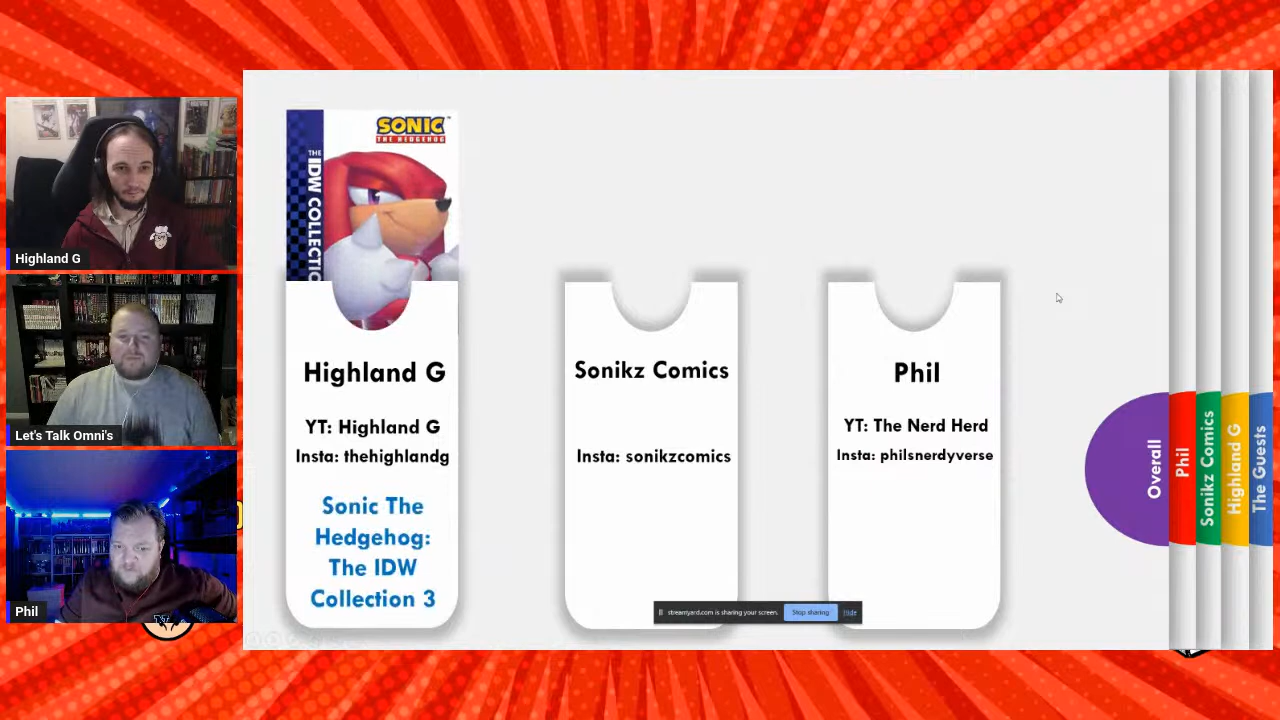 Highland G
Let's Talk Omni's
Phil
SONIC
THE HEDGEHOG
THE IDW COLLECTIO
Highland G
YT: Highland G
Insta: thehighlandg
Sonic The
Hedgehog:
The IDW
Collection 3
Sonikz Comics
Insta: sonikzcomics
Phil
YT: The Nerd Herd
Insta: philsnerdyverse
streamyard.com is sharing your screen.
Stop sharing
Hide
Overall
Phil
Sonikz Comics
Highland G
The Guests